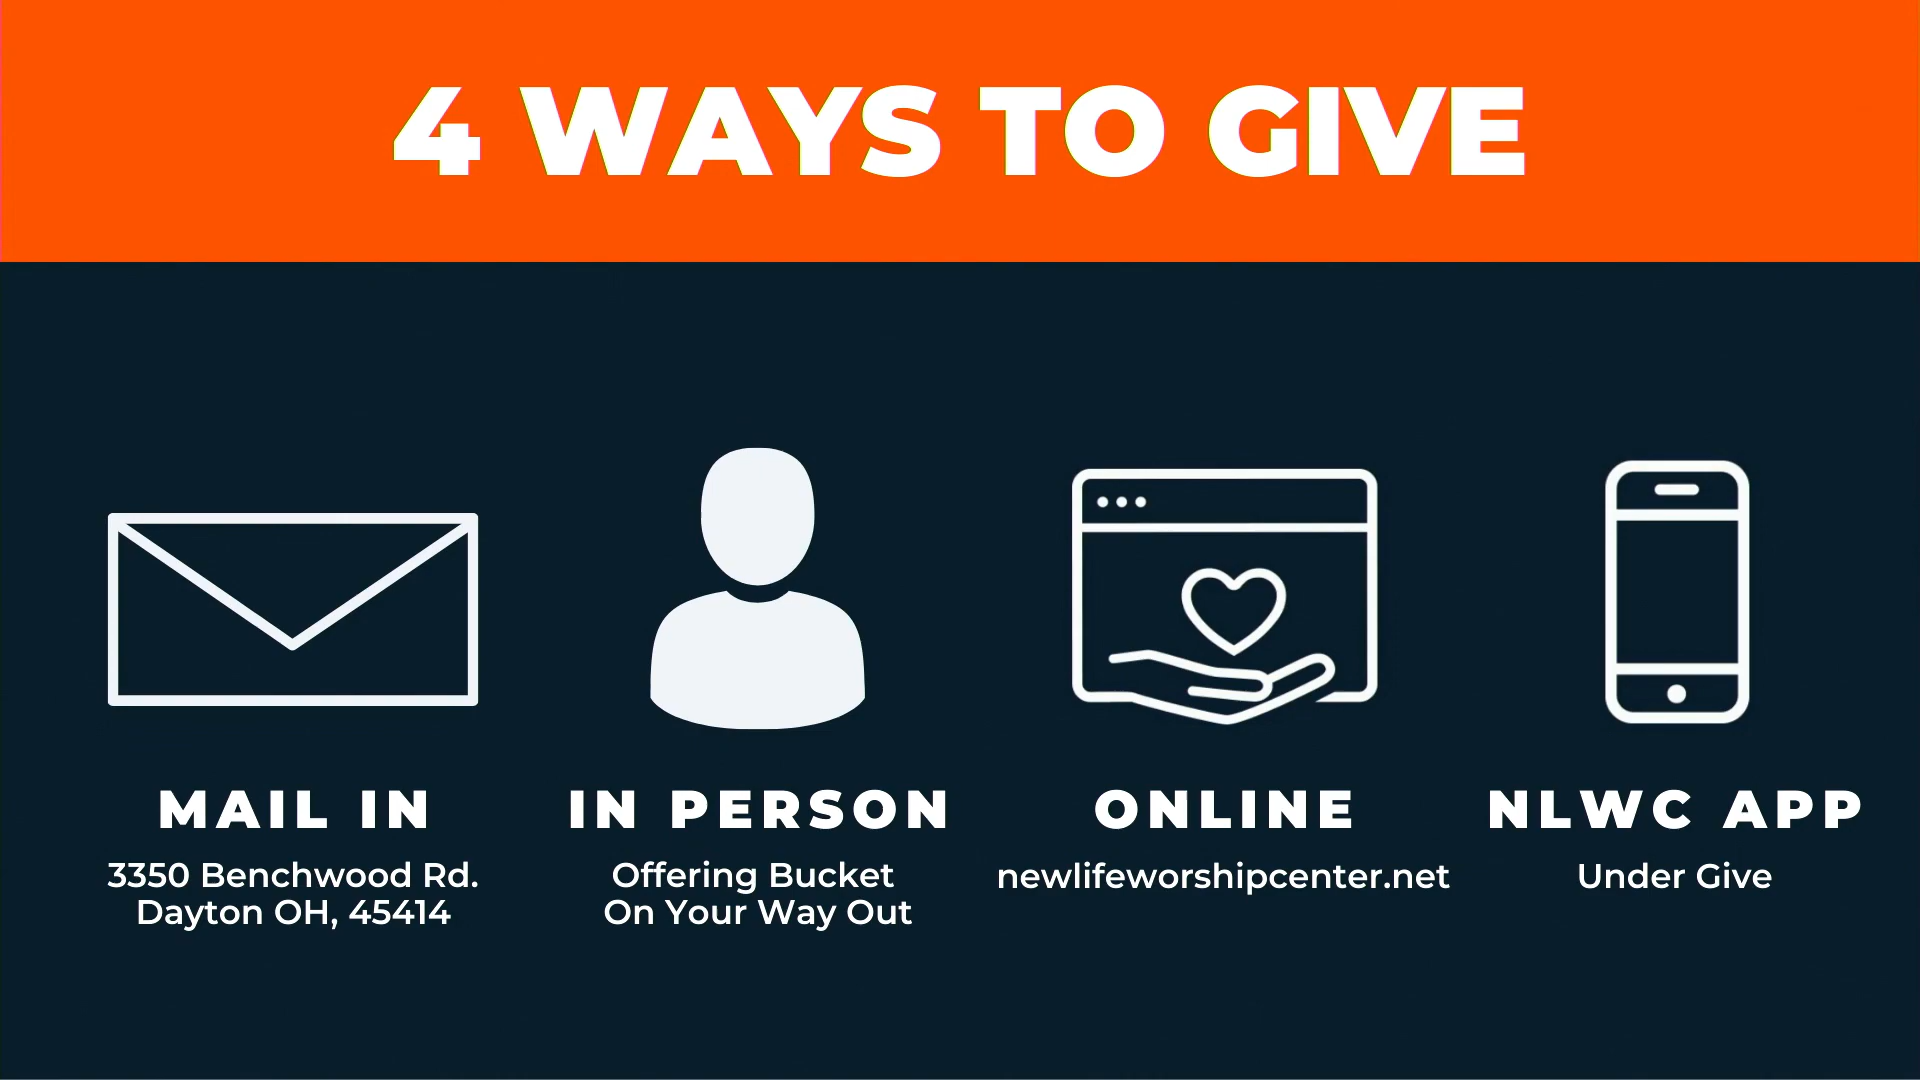 4 WAYS TO GIVE
MAIL IN
3350 Benchwood Rd.
Dayton OH, 45414
IN PERSON
Offering Bucket
On Your Way Out
ONLINE
newlifeworshipcenter.net
NLWC APP
Under Give